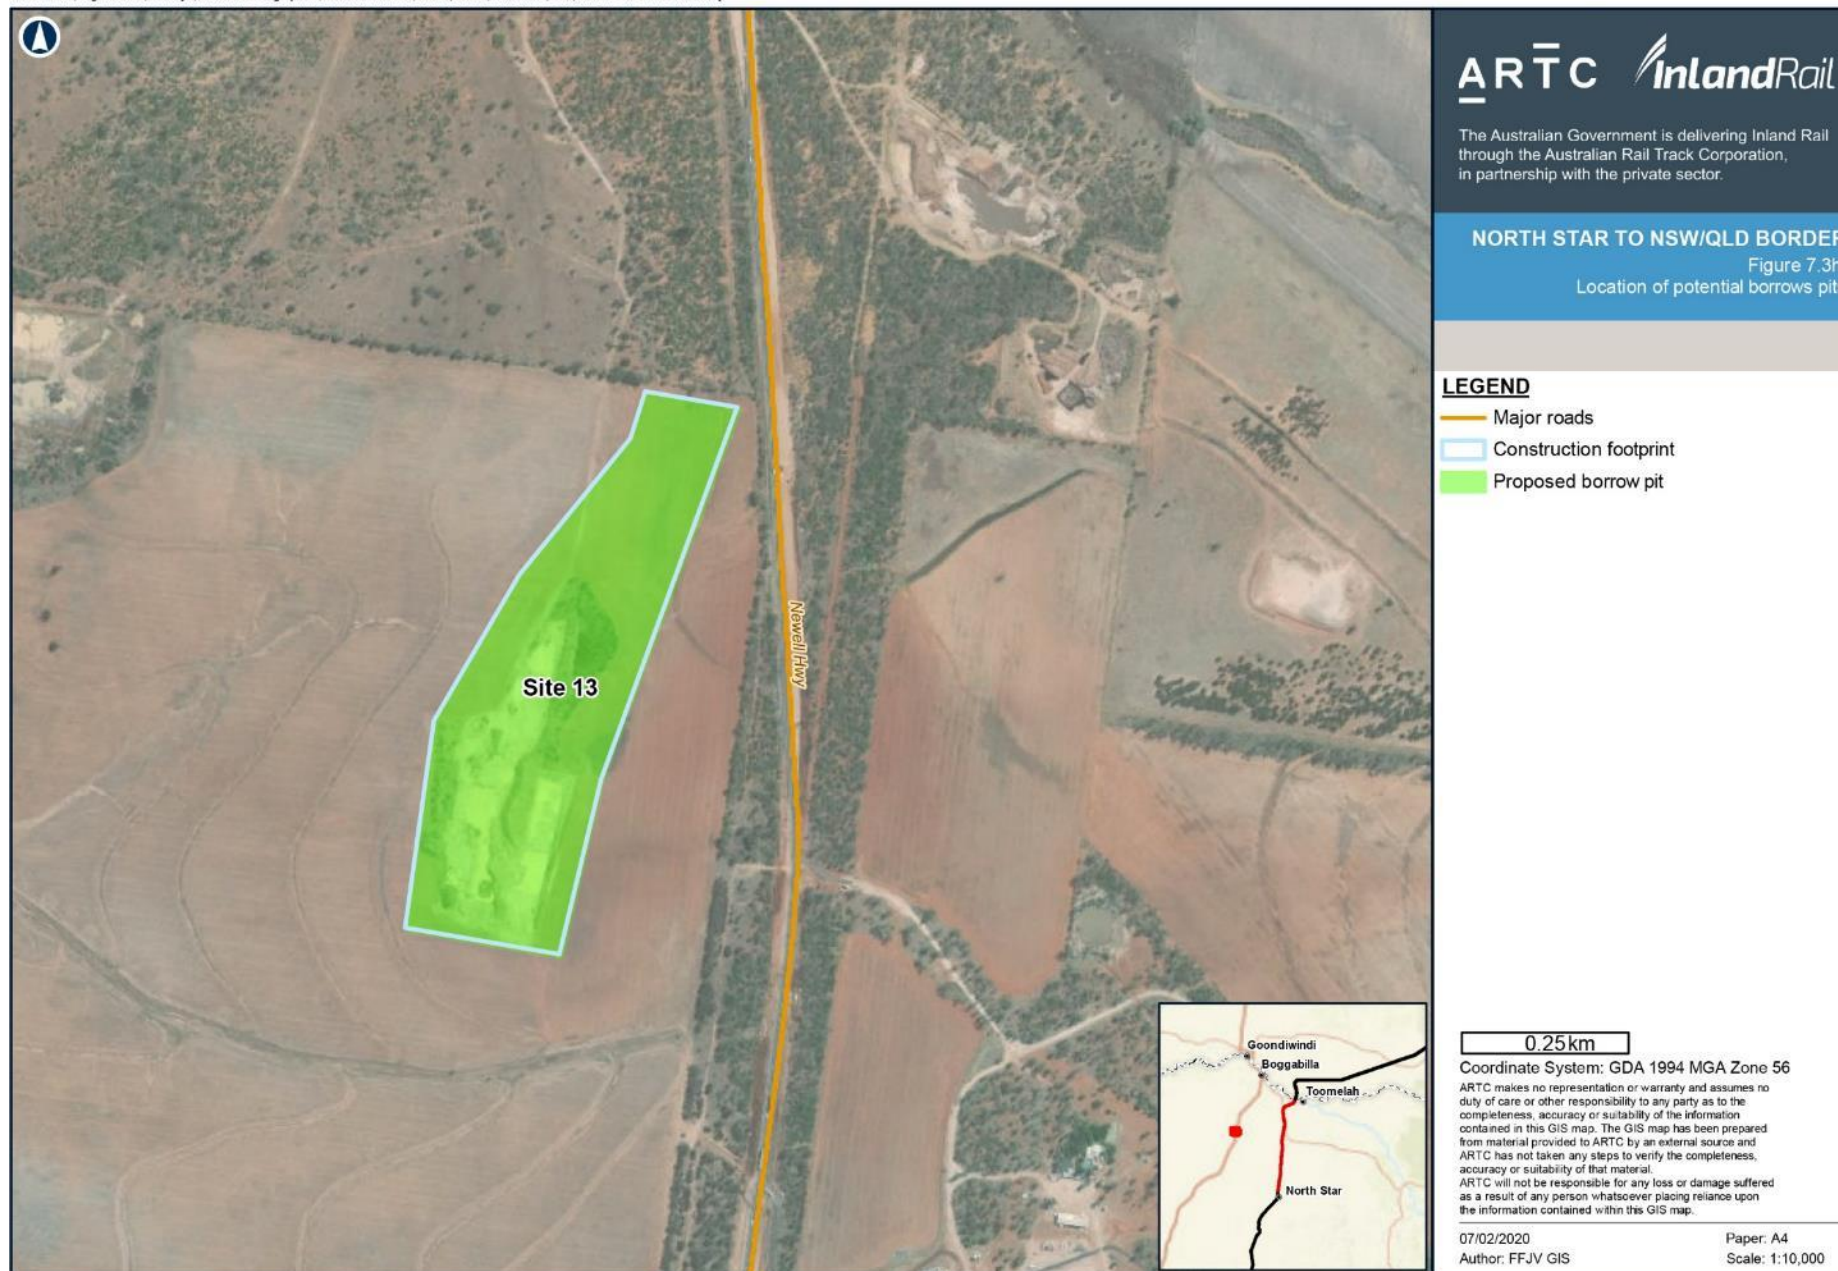 ARTC InlandRail
The Australian Government is delivering Inland Rail
through the Australian Rail Track Corporation,
in partnership with the private sector.
NORTH STAR TO NSW/QLD BORDER
Figure 7.3h
Location of potential borrows pit
LEGEND
Major roads
Construction footprint
Proposed borrow pit
Site 13
Newell Hwy
Goondiwindi
Boggabilla
Toomelah
North Star
0.25km
Coordinate System: GDA 1994 MGA Zone 56
ARTC makes no representation or warranty and assumes no
duty of care or other responsibility to any party as to the
completeness, accuracy or suitability of the information
contained in this GIS map. The GIS map has been prepared
from material provided to ARTC by an external source and
ARTC has not taken any steps to verify the completeness,
accuracy or suitability of that material.
ARTC will not be responsible for any loss or damage suffered
as a result of any person whatsoever placing reliance upon
the information contained within this GIS map.
07/02/2020 Paper: A4
Author: FFJV GIS Scale: 1:10,000